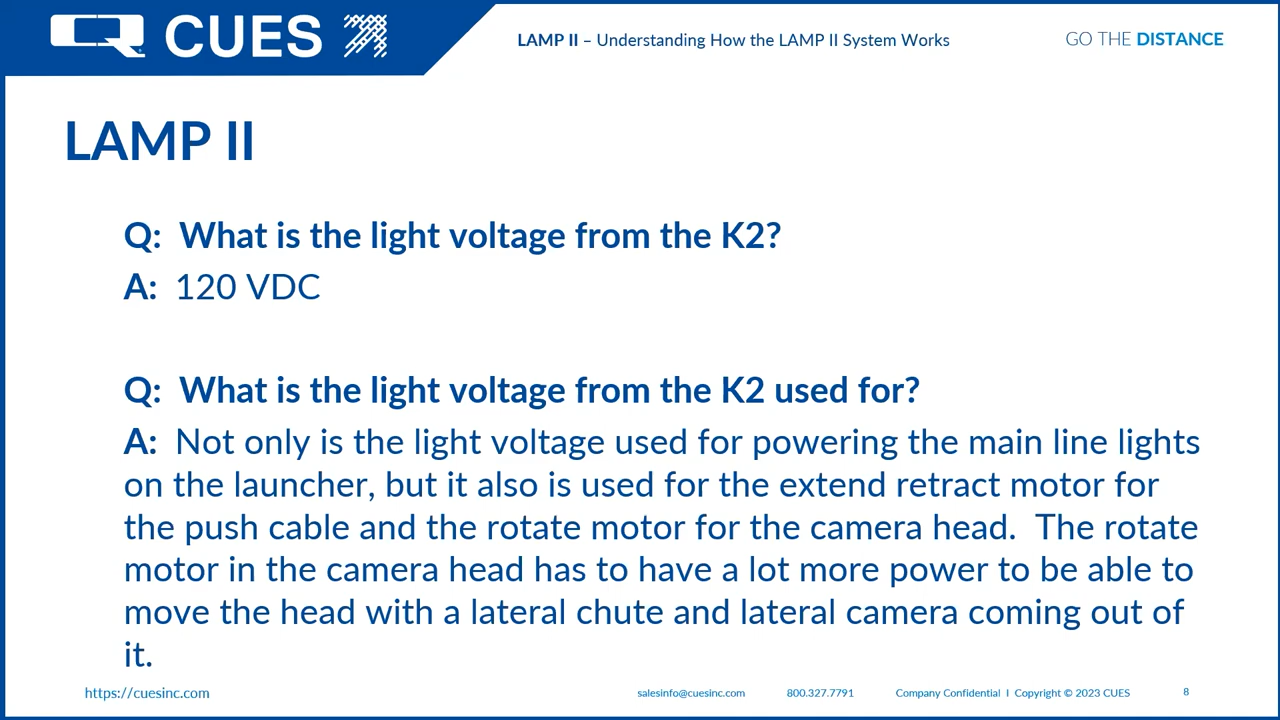 CUES
LAMP II – Understanding How the LAMP II System Works
GO THE DISTANCE
LAMP II
Q: What is the light voltage from the K2?
A: 120 VDC
Q: What is the light voltage from the K2 used for?
A: Not only is the light voltage used for powering the main line lights
on the launcher, but it also is used for the extend retract motor for
the push cable and the rotate motor for the camera head. The rotate
motor in the camera head has to have a lot more power to be able to
move the head with a lateral chute and lateral camera coming out of
it.
https://cuesinc.com
salesinfo@cuesinc.com
800.327.7791
Company Confidential I Copyright © 2023 CUES
8